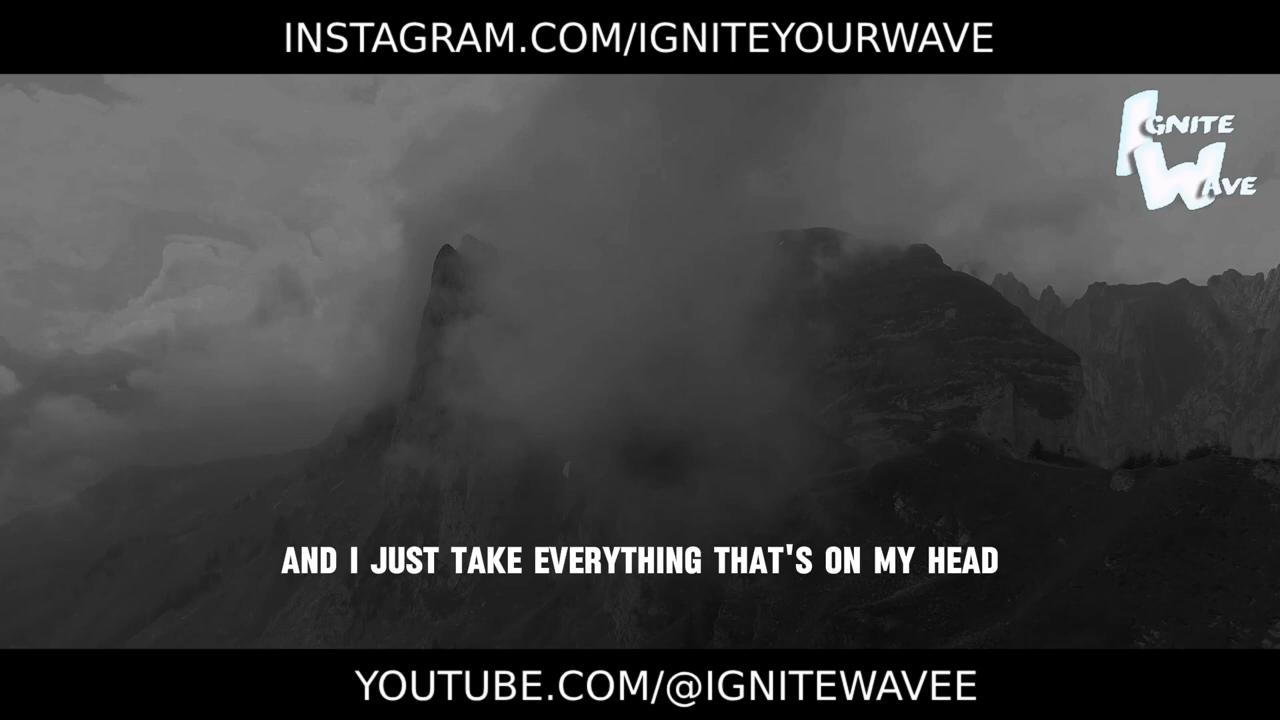 INSTAGRAM.COM/IGNITEYOURWAVE
IGNITE
WAVE
AND I JUST TAKE EVERYTHING THAT'S ON MY HEAD
YOUTUBE.COM/@IGNITEWAVEE